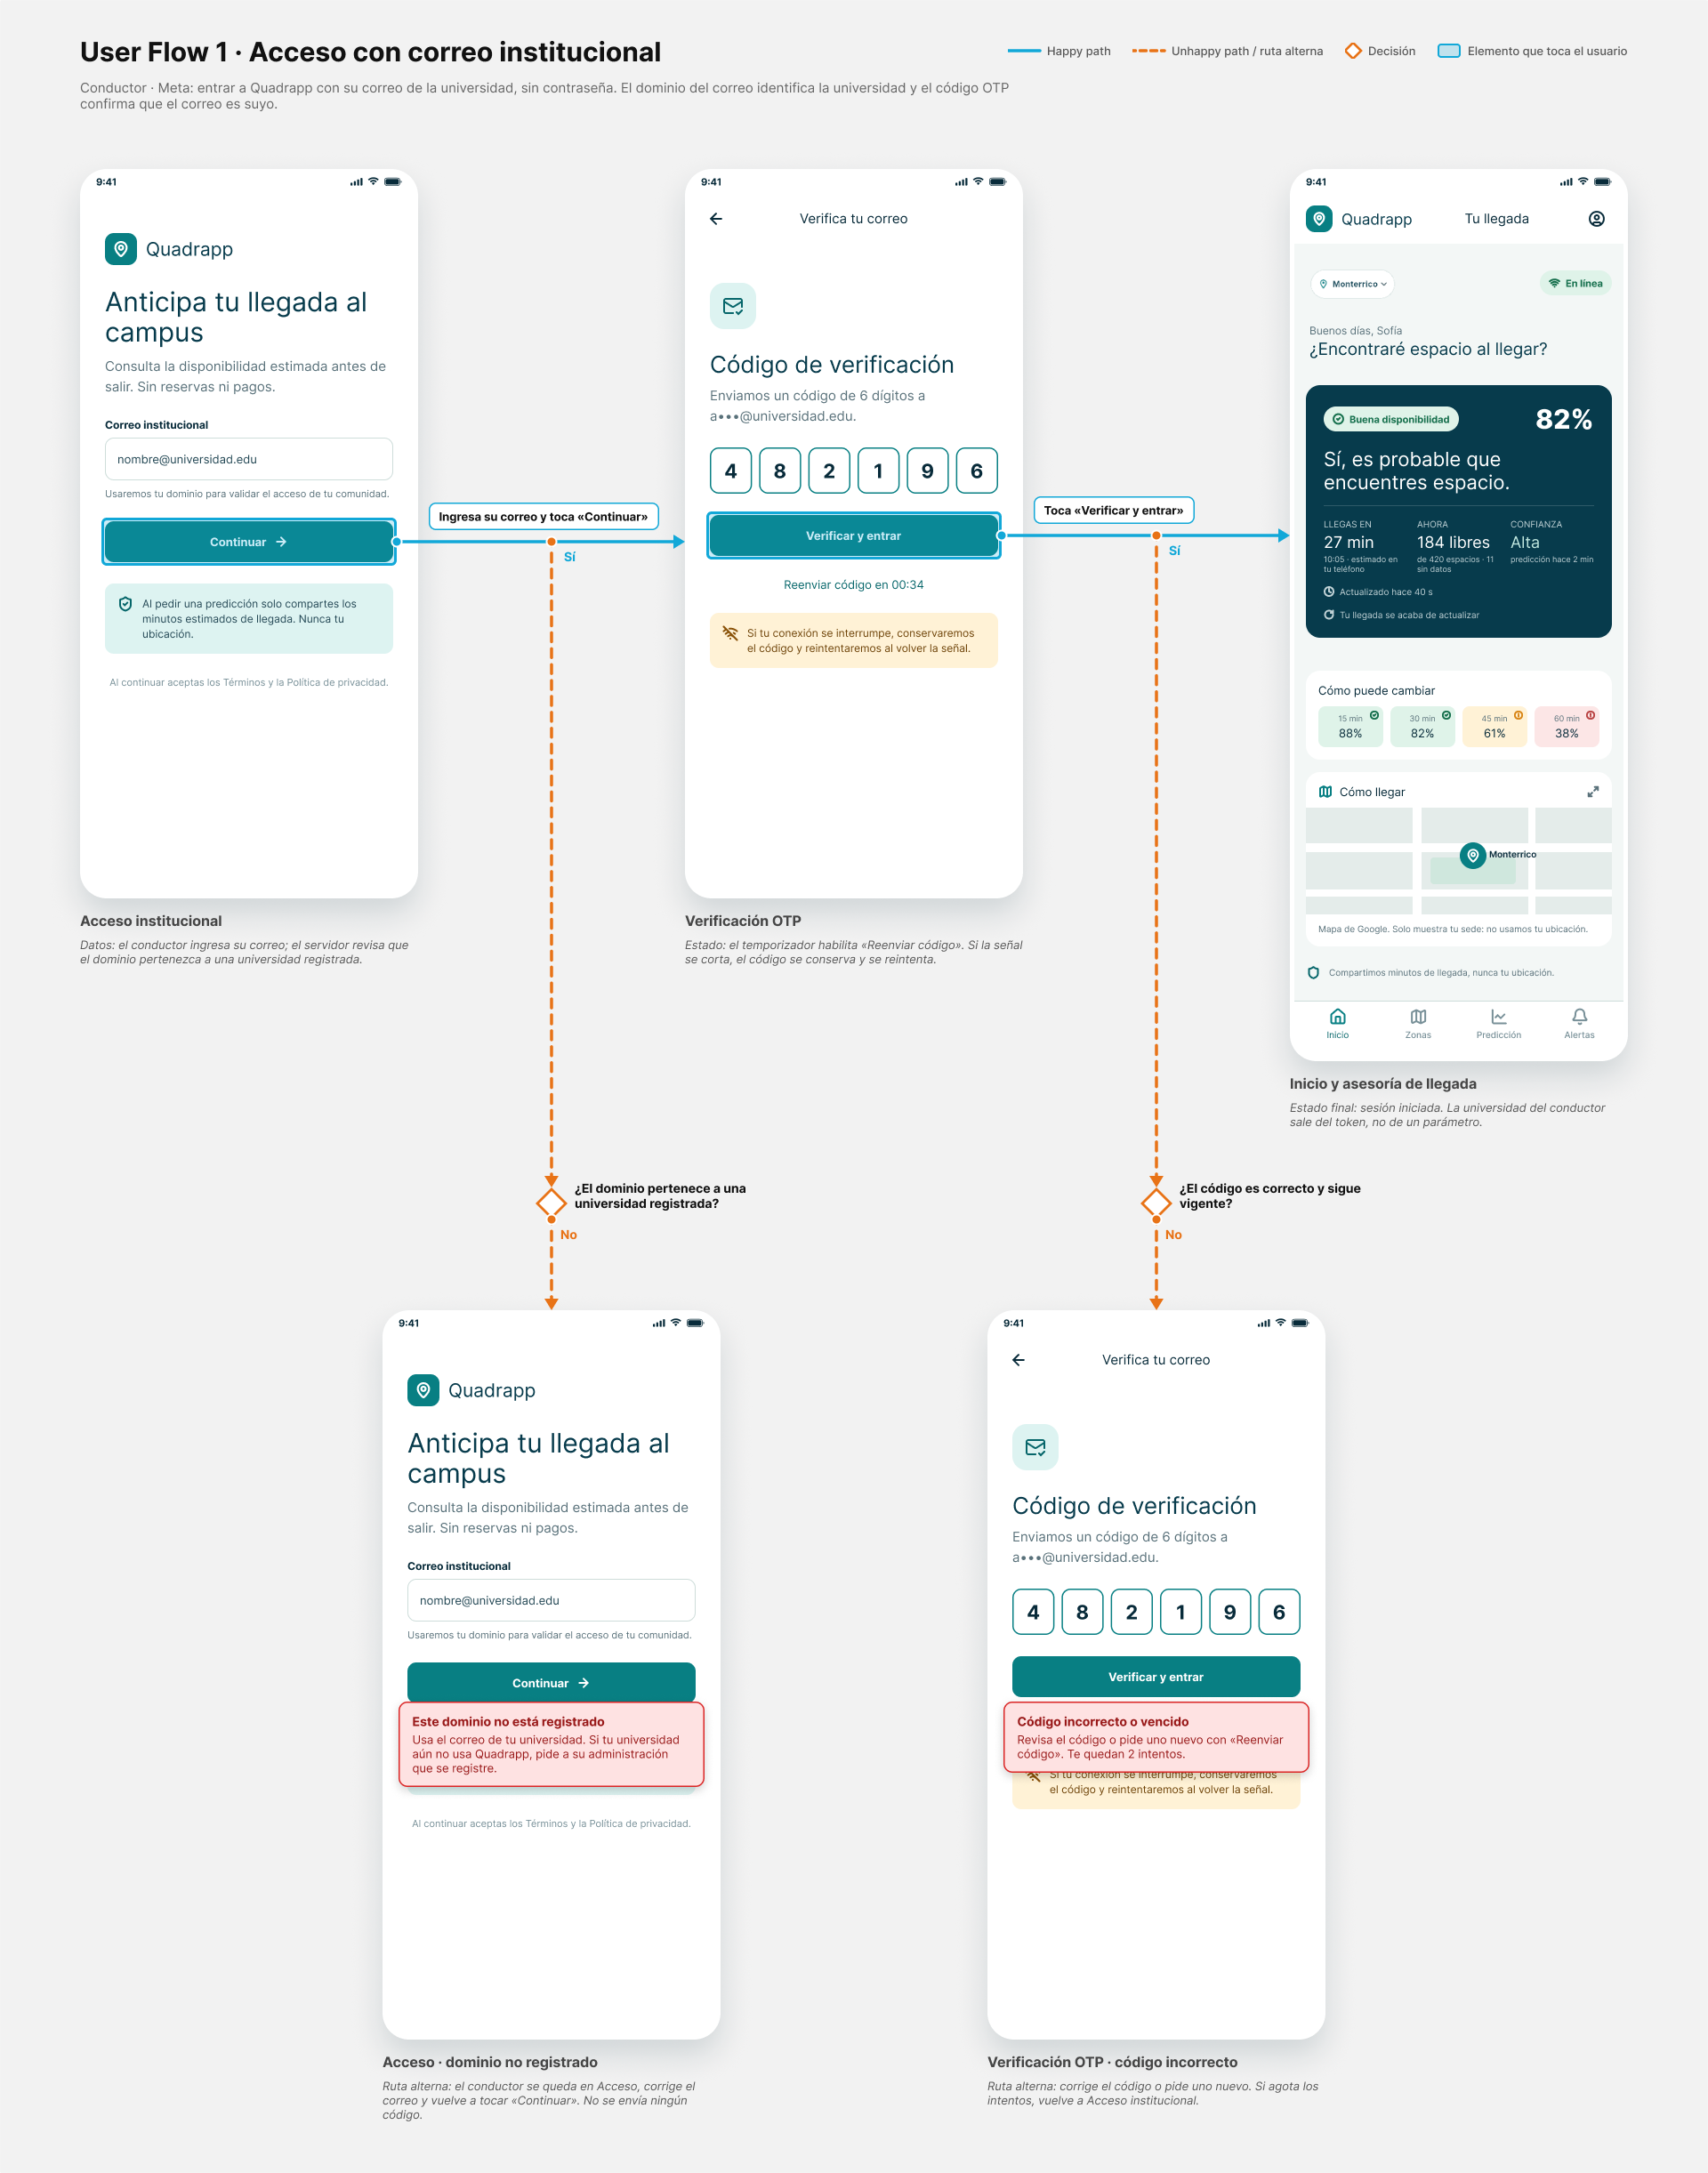 User Flow 1 · Acceso con correo institucional
Happy path
Unhappy path / ruta alterna
Decisión
Elemento que toca el usuario
Conductor · Meta: entrar a Quadrapp con su correo de la universidad, sin contraseña. El dominio del correo identifica la universidad y el código OTP
confirma que el correo es suyo.
9:41
Quadrapp
Anticipa tu llegada al
campus
Consulta la disponibilidad estimada antes de
salir. Sin reservas ni pagos.
Correo institucional
nombre@universidad.edu
Usaremos tu dominio para validar el acceso de tu comunidad.
Continuar
Al pedir una predicción solo compartes los
minutos estimados de llegada. Nunca tu
ubicación.
Al continuar aceptas los Términos y la Política de privacidad.
Acceso institucional
Datos: el conductor ingresa su correo; el servidor revisa que
el dominio pertenezca a una universidad registrada.
Ingresa su correo y toca «Continuar»
Sí
9:41
Verifica tu correo
Código de verificación
Enviamos un código de 6 dígitos a
a•••@universidad.edu.
4 8 2 1 9 6
Verificar y entrar
Reenviar código en 00:34
Si tu conexión se interrumpe, conservaremos
el código y reintentaremos al volver la señal.
Verificación OTP
Estado: el temporizador habilita «Reenviar código». Si la señal
se corta, el código se conserva y se reintenta.
Toca «Verificar y entrar»
Sí
9:41
Quadrapp
Tu llegada
Monterrico
En línea
Buenos días, Sofía
¿Encontraré espacio al llegar?
Buena disponibilidad
82%
Sí, es probable que
encuentres espacio.
LLEGAS EN
27 min
10:05 · estimado en
tu teléfono
AHORA
184 libres
de 420 espacios · 11
sin datos
CONFIANZA
Alta
predicción hace 2 min
Actualizado hace 40 s
Tu llegada se acaba de actualizar
Cómo puede cambiar
15 min
88%
30 min
82%
45 min
61%
60 min
38%
Cómo llegar
Monterrico
Mapa de Google. Solo muestra tu sede: no usamos tu ubicación.
Compartimos minutos de llegada, nunca tu ubicación.
Inicio
Zonas
Predicción
Alertas
Inicio y asesoría de llegada
Estado final: sesión iniciada. La universidad del conductor
sale del token, no de un parámetro.
¿El dominio pertenece a una
universidad registrada?
No
¿El código es correcto y sigue
vigente?
No
9:41
Quadrapp
Anticipa tu llegada al
campus
Consulta la disponibilidad estimada antes de
salir. Sin reservas ni pagos.
Correo institucional
nombre@universidad.edu
Usaremos tu dominio para validar el acceso de tu comunidad.
Continuar
Este dominio no está registrado
Usa el correo de tu universidad. Si tu universidad
aún no usa Quadrapp, pide a su administración
que se registre.
Al continuar aceptas los Términos y la Política de privacidad.
Acceso · dominio no registrado
Ruta alterna: el conductor se queda en Acceso, corrige el
correo y vuelve a tocar «Continuar». No se envía ningún
código.
9:41
Verifica tu correo
Código de verificación
Enviamos un código de 6 dígitos a
a•••@universidad.edu.
4 8 2 1 9 6
Verificar y entrar
Código incorrecto o vencido
Revisa el código o pide uno nuevo con «Reenviar
código». Te quedan 2 intentos.
Si tu conexión se interrumpe, conservaremos
el código y reintentaremos al volver la señal.
Verificación OTP · código incorrecto
Ruta alterna: corrige el código o pide uno nuevo. Si agota los
intentos, vuelve a Acceso institucional.